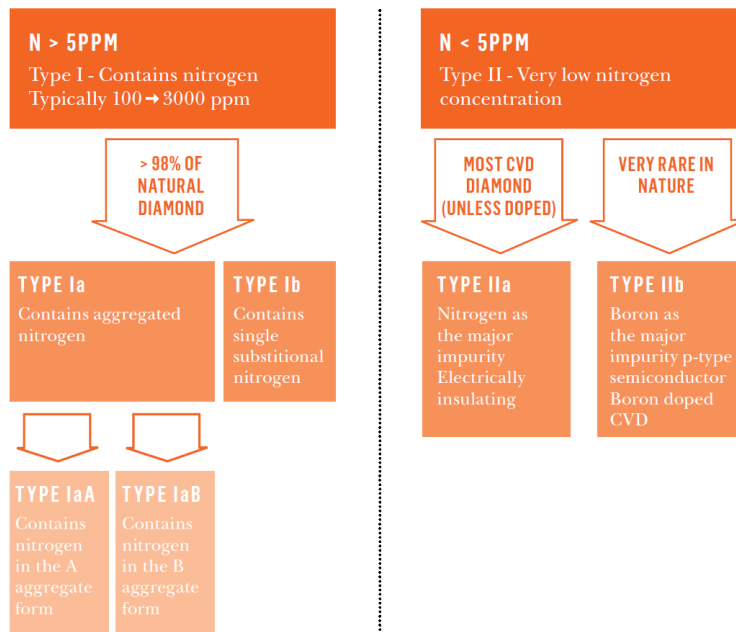 N > 5PPM
Type I - Contains nitrogen
Typically 100→3000 ppm
> 98% OF
NATURAL
DIAMOND
TYPE Ia
Contains aggregated
nitrogen
TYPE Ib
Contains
single
substitional
nitrogen
TYPE IaA
Contains
nitrogen
in the A
aggregate
form
TYPE IaB
Contains
nitrogen
in the B
aggregate
form
N < 5PPM
Type II - Very low nitrogen
concentration
MOST CVD
DIAMOND
(UNLESS DOPED)
VERY RARE IN
NATURE
TYPE IIa
Nitrogen as
the major
impurity
Electrically
insulating
TYPE IIb
Boron as
the major
impurity p-type
semiconductor
Boron doped
CVD